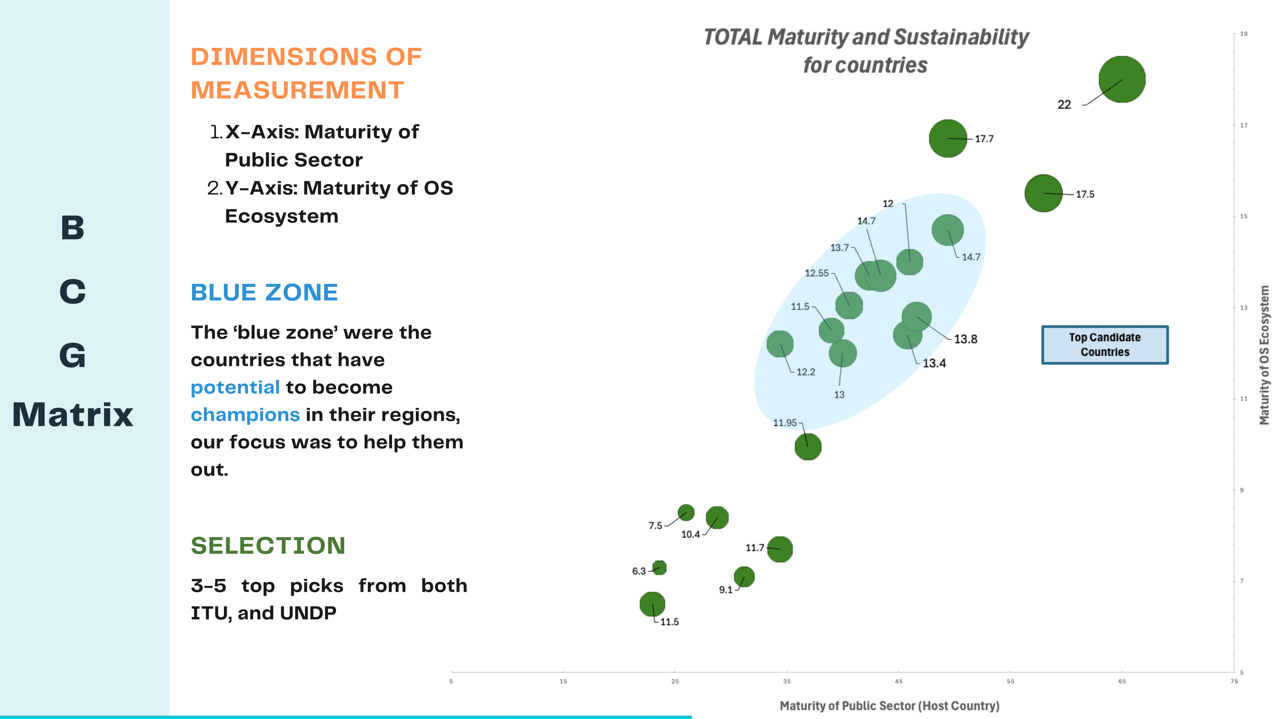 B
C
G
Matrix
DIMENSIONS OF
MEASUREMENT
1. X-Axis: Maturity of
Public Sector
2. Y-Axis: Maturity of OS
Ecosystem
BLUE ZONE
The ‘blue zone’ were the
countries that have
potential to become
champions in their regions,
our focus was to help them
out.
SELECTION
3-5 top picks from both
ITU, and UNDP
TOTAL Maturity and Sustainability
for countries
22
17.7
17.5
12
14.7
13.7
14.7
12.55
11.5
13.8
13.4
12.2
13
11.95
7.5
10.4
11.7
6.3
9.1
11.5
Top Candidate
Countries
19
17
15
13
11
9
7
5
Maturity of OS Ecosystem
5 15 25 35 45 55 65 75
Maturity of Public Sector (Host Country)